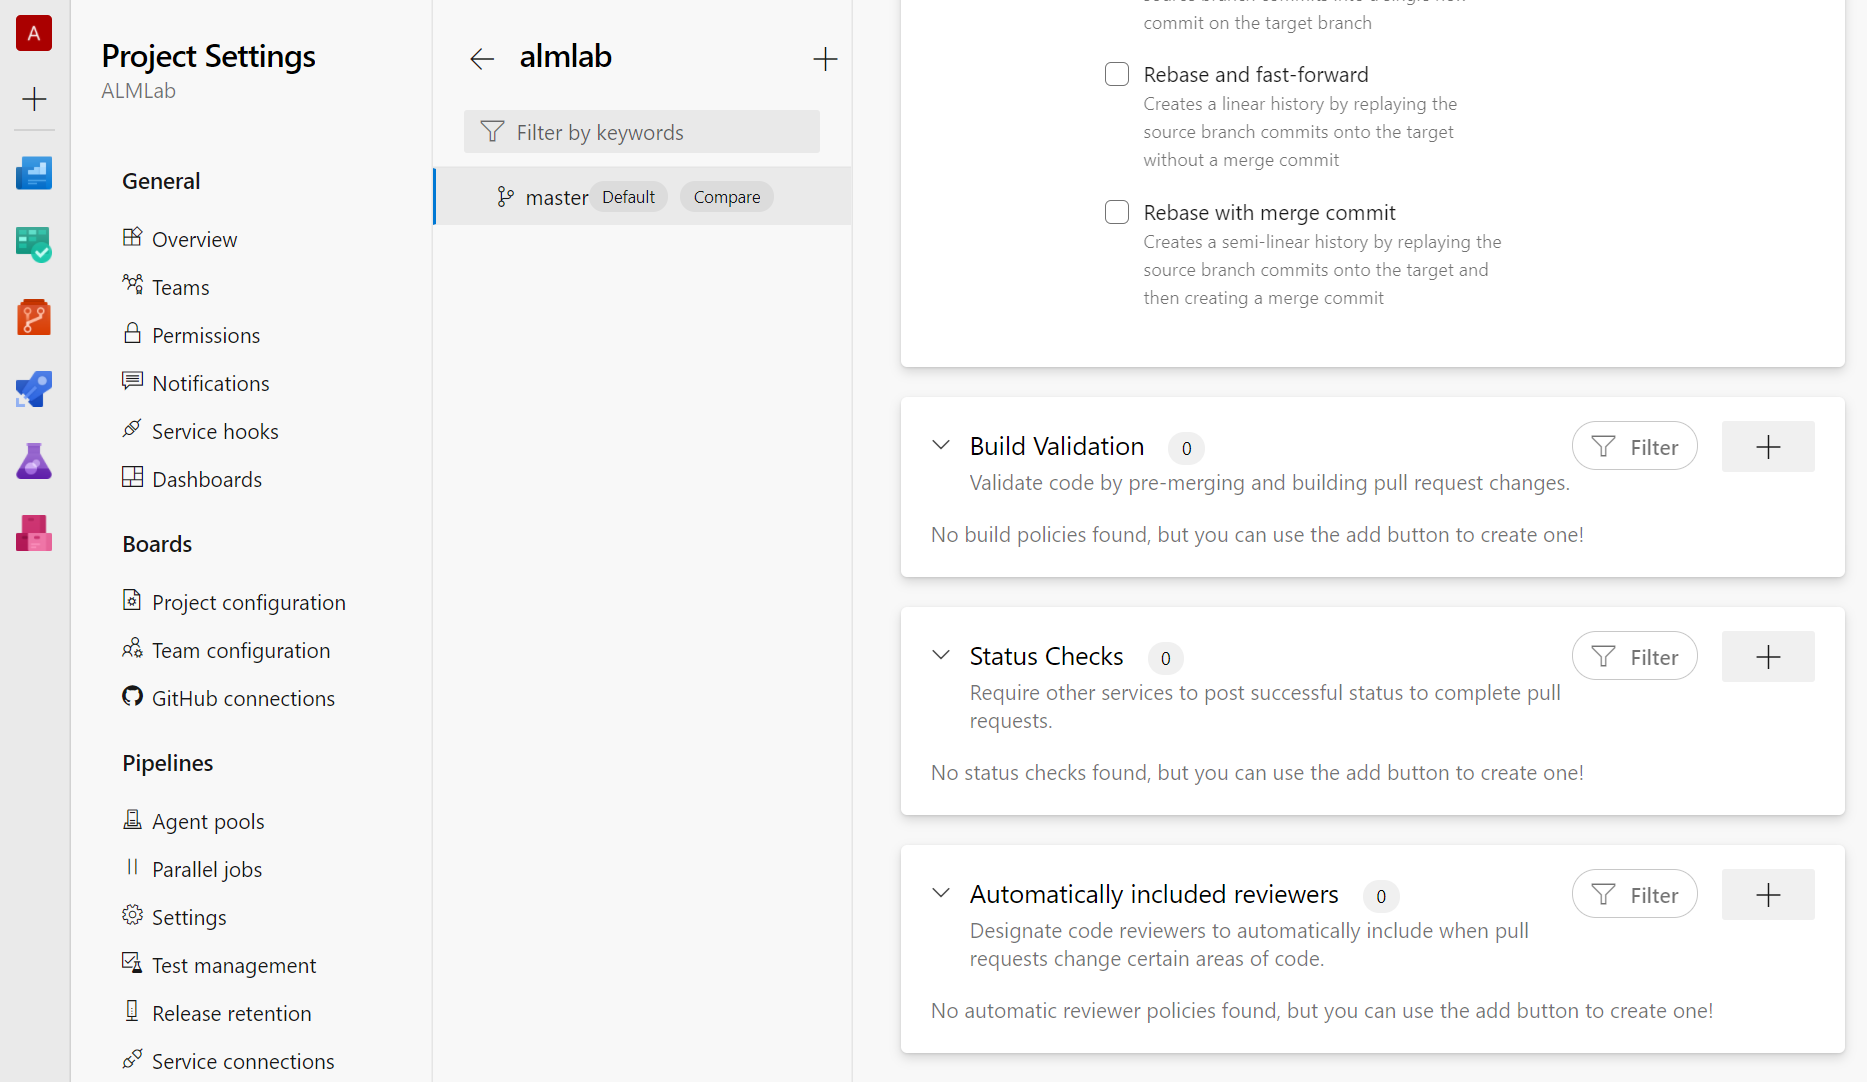 A
Project Settings
ALMLab
General
Overview
Teams
Permissions
Notifications
Service hooks
Dashboards
Boards
Project configuration
Team configuration
GitHub connections
Pipelines
Agent pools
Parallel jobs
Settings
Test management
Release retention
Service connections
almlab
Filter by keywords
master Default Compare
commit on the target branch
Rebase and fast-forward
Creates a linear history by replaying the
source branch commits onto the target
without a merge commit
Rebase with merge commit
Creates a semi-linear history by replaying the
source branch commits onto the target and
then creating a merge commit
Build Validation 0
Filter
Validate code by pre-merging and building pull request changes.
No build policies found, but you can use the add button to create one!
Status Checks 0
Filter
Require other services to post successful status to complete pull
requests.
No status checks found, but you can use the add button to create one!
Automatically included reviewers 0
Filter
Designate code reviewers to automatically include when pull
requests change certain areas of code.
No automatic reviewer policies found, but you can use the add button to create one!